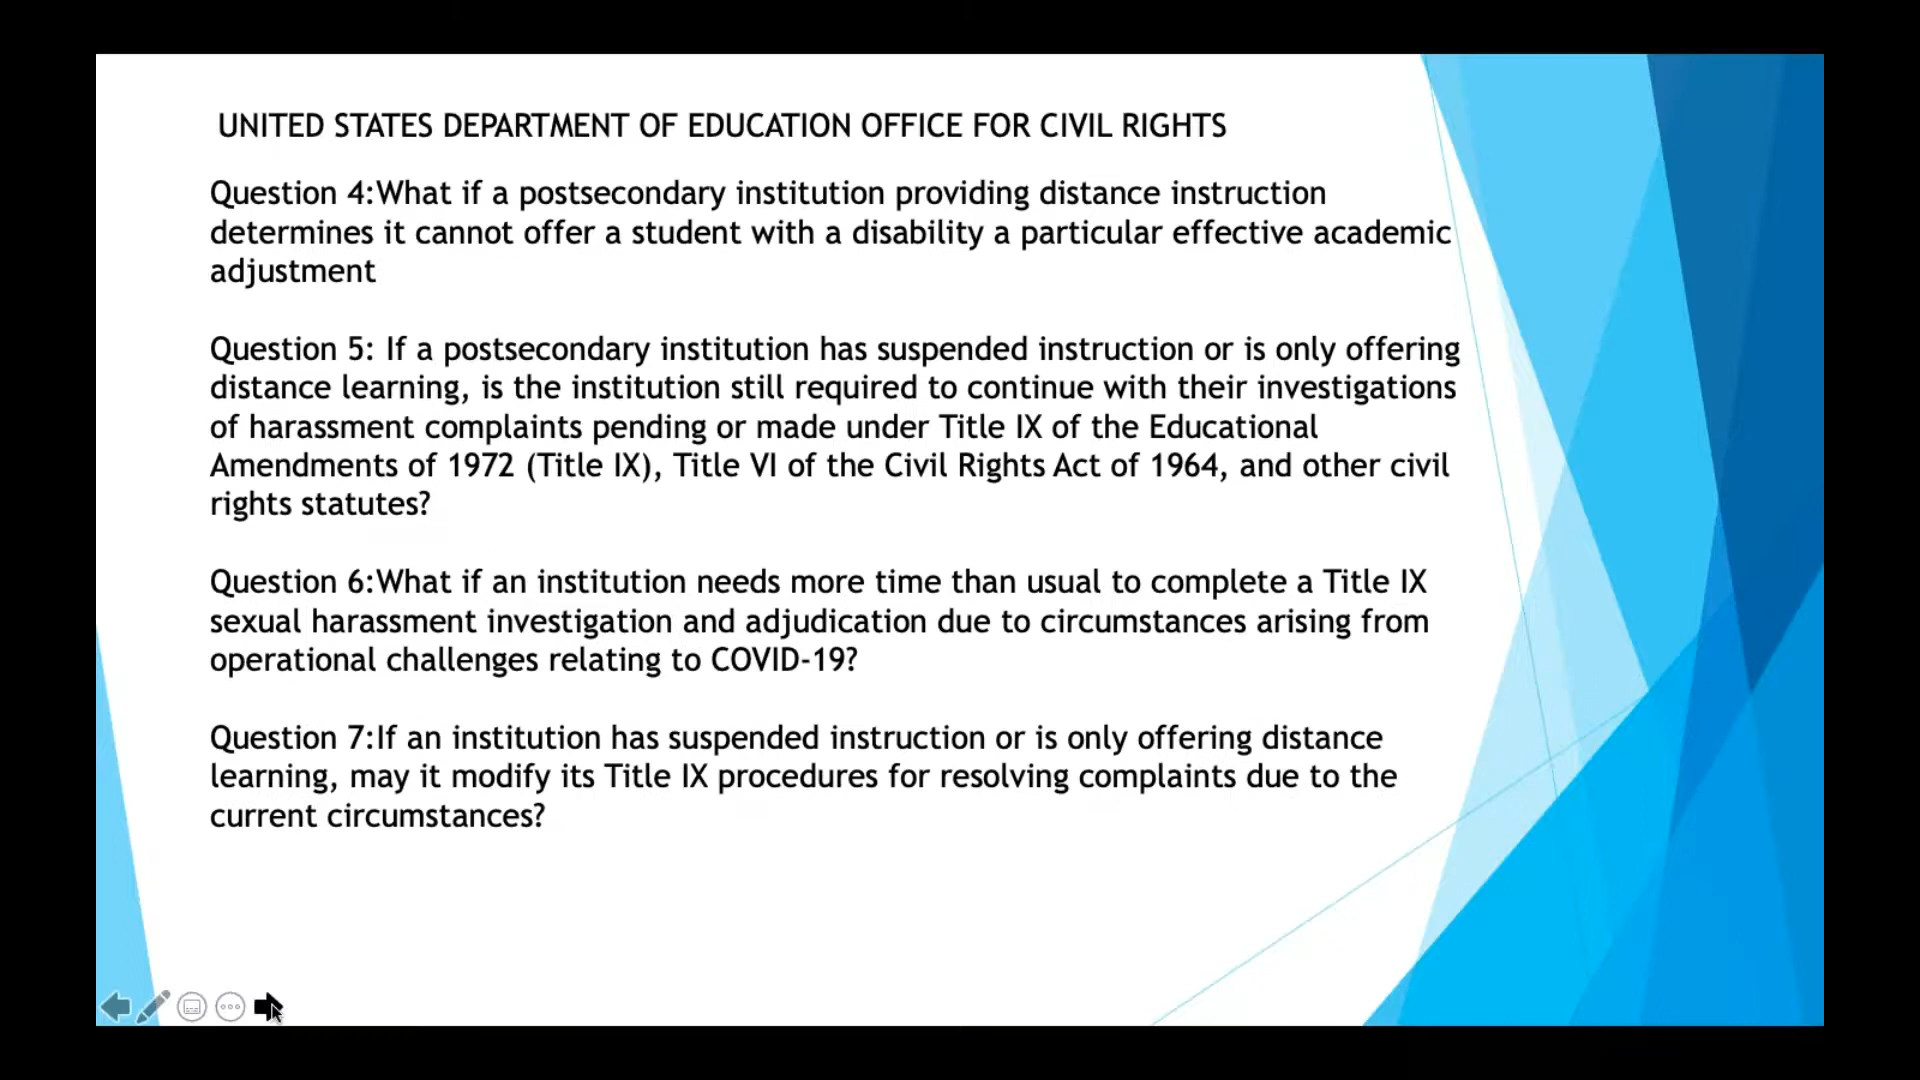 UNITED STATES DEPARTMENT OF EDUCATION OFFICE FOR CIVIL RIGHTS
Question 4:What if a postsecondary institution providing distance instruction
determines it cannot offer a student with a disability a particular effective academic
adjustment
Question 5: If a postsecondary institution has suspended instruction or is only offering
distance learning, is the institution still required to continue with their investigations
of harassment complaints pending or made under Title IX of the Educational
Amendments of 1972 (Title IX), Title VI of the Civil Rights Act of 1964, and other civil
rights statutes?
Question 6:What if an institution needs more time than usual to complete a Title IX
sexual harassment investigation and adjudication due to circumstances arising from
operational challenges relating to COVID-19?
Question 7:If an institution has suspended instruction or is only offering distance
learning, may it modify its Title IX procedures for resolving complaints due to the
current circumstances?